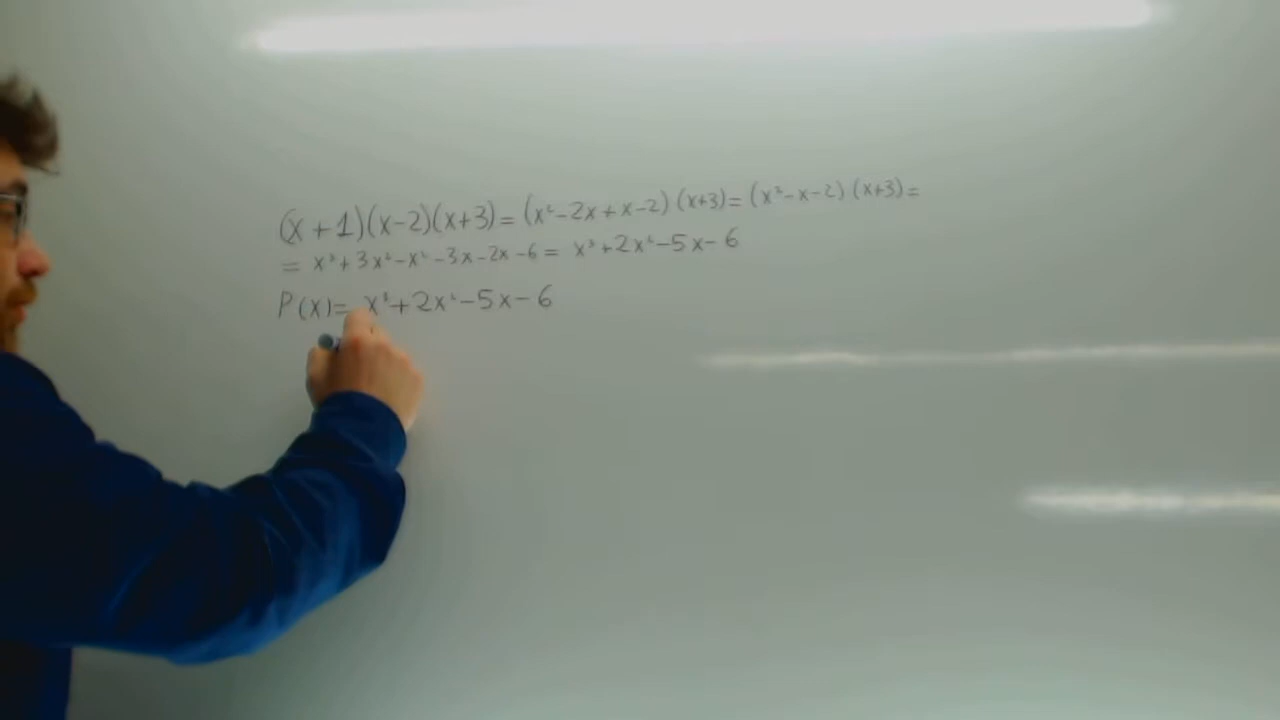 (x+1)(x-2)(x+3)=(x²-2x+x-2)(x+3)=(x²-x-2)(x+3)=
= x³+3x²-x²-3x-2x-6= x³+2x²-5x-6
P(x)= x³+2x²-5x-6